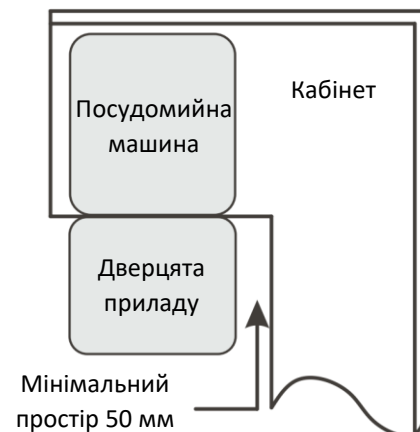 Посудомийна
машина
Кабінет
Дверцята
приладу
Мінімальний
простір 50 мм